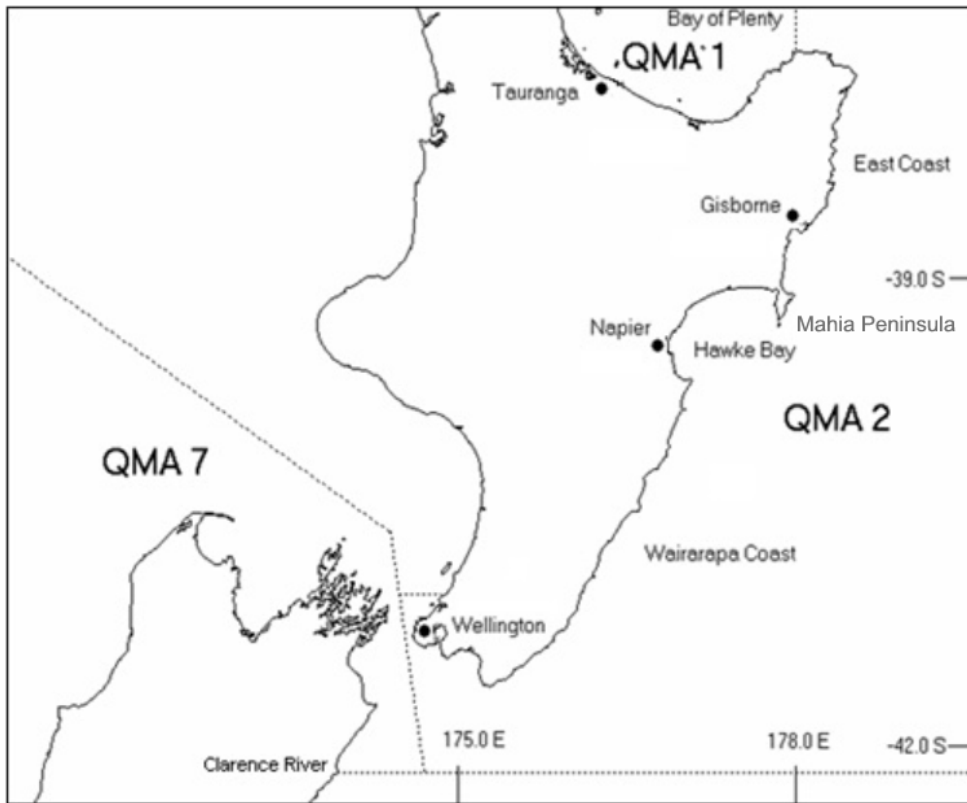 Bay of Plenty
QMA 1
Tauranga
East Coast
Gisborne
-39.0 S
Mahia Peninsula
Napier
Hawke Bay
QMA 2
QMA 7
Wairarapa Coast
Wellington
175.0 E
178.0 E
-42.0 S
Clarence River